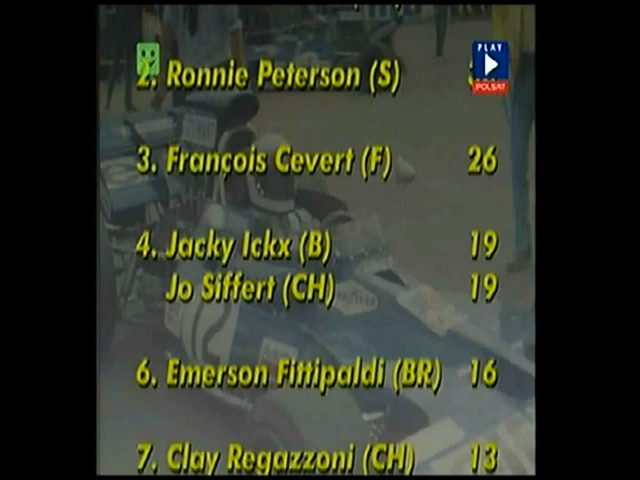 PLAY
POLSAT
2. Ronnie Peterson (S)
3. François Cevert (F) 26
4. Jacky Ickx (B) 19
Jo Siffert (CH) 19
6. Emerson Fittipaldi (BR) 16
7. Clay Regazzoni (CH) 13